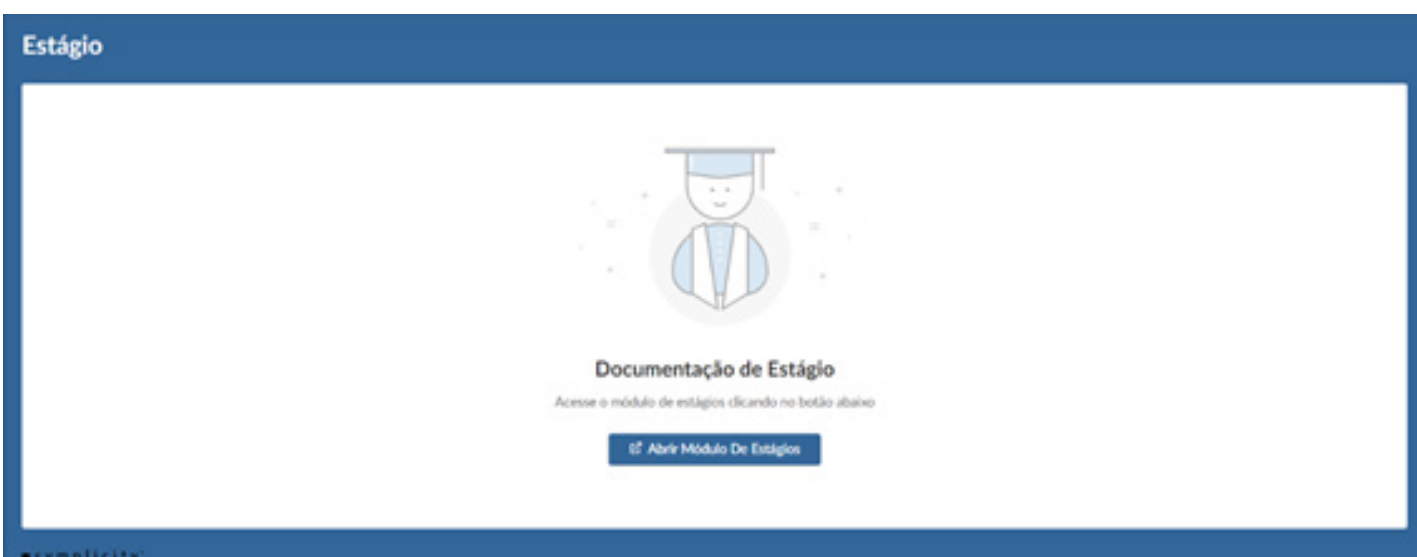 Estágio
Documentação de Estágio
Acesse o módulo de estágios clicando no botão abaixo
Abrir Módulo De Estágios